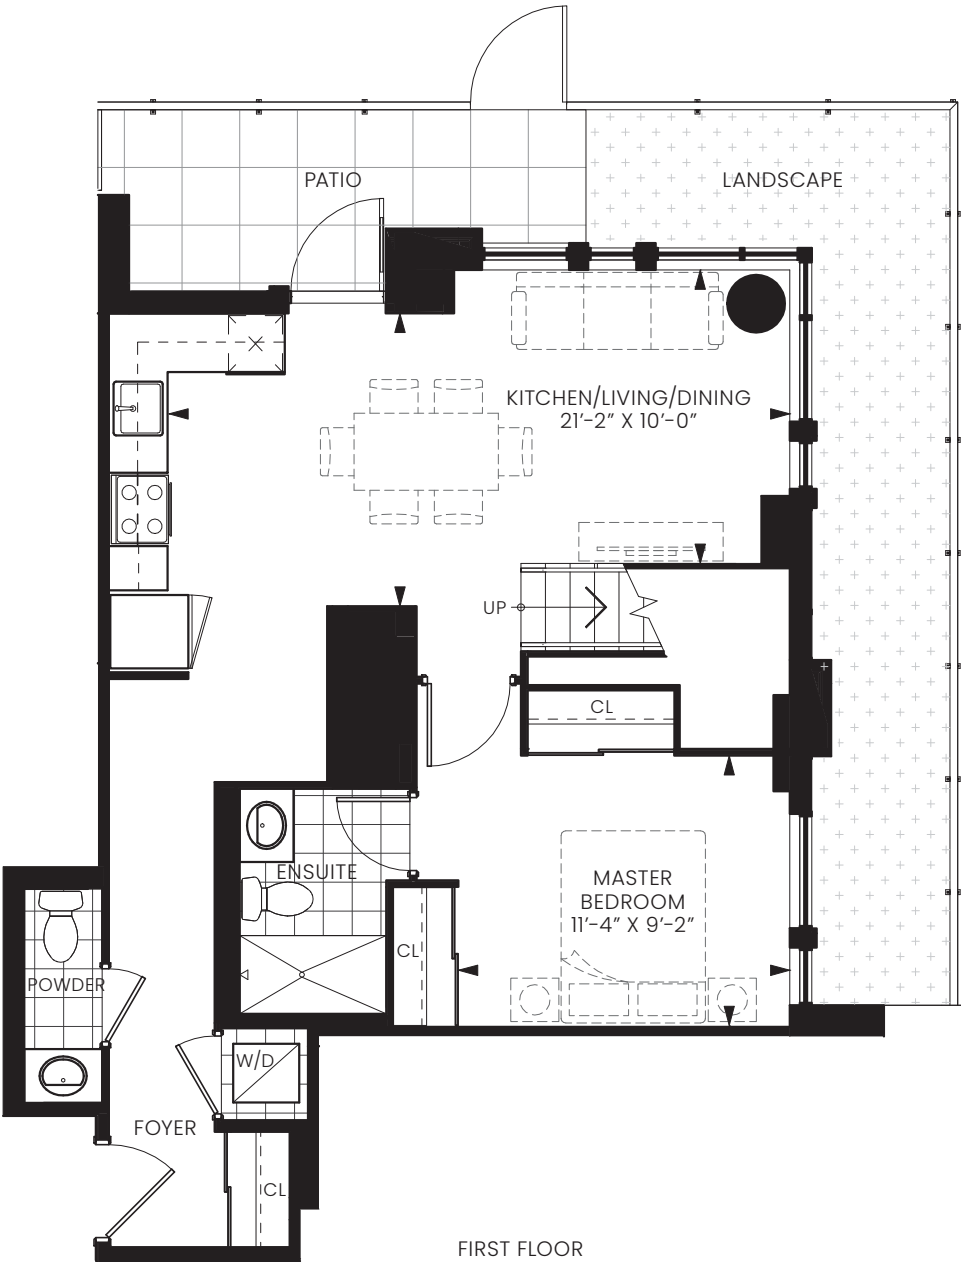 PATIO
LANDSCAPE
KITCHEN/LIVING/DINING
21'-2" X 10'-0"
UP
CL
ENSUITE
MASTER
BEDROOM
11'-4" X 9'-2"
CL
POWDER
W/D
FOYER
CL
FIRST FLOOR